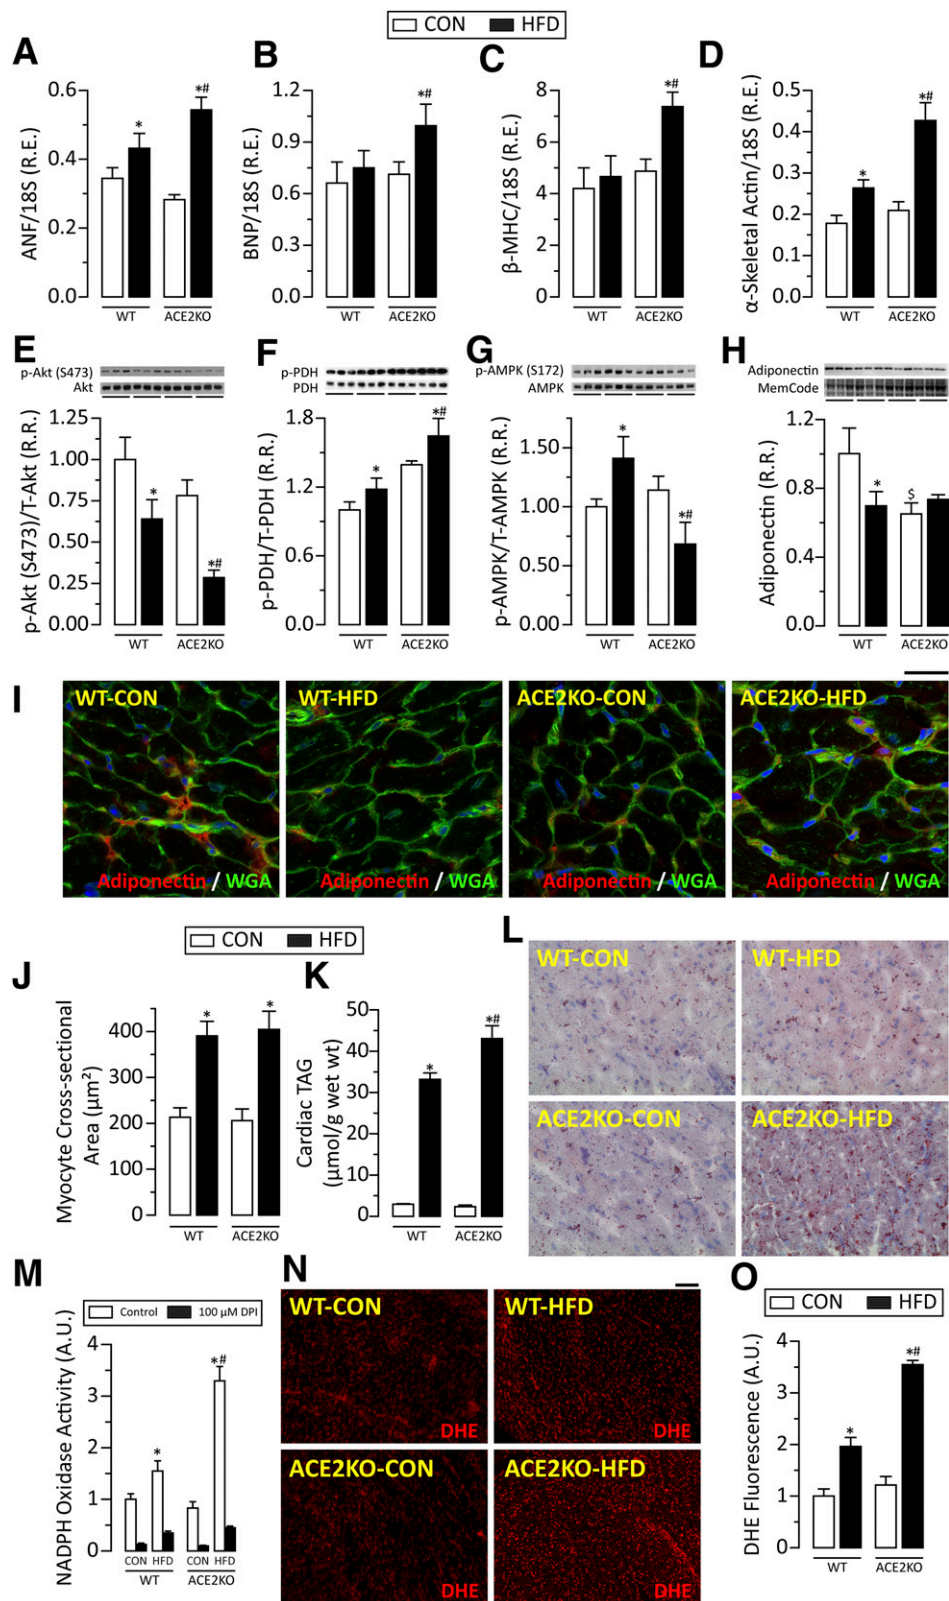 CON HFD
A
ANF/18S (R.E.)
0.6
0.4
0.2
0.0
*
*#
WT ACE2KO
B
BNP/18S (R.E.)
1.2
0.9
0.6
0.3
0.0
*#
WT ACE2KO
C
β-MHC/18S (R.E.)
8
6
4
2
0
*#
WT ACE2KO
D
α-Skeletal Actin/18S (R.E.)
0.5
0.4
0.3
0.2
0.1
0.0
*
*#
WT ACE2KO
E
p-Akt (S473)
Akt
p-Akt (S473)/T-Akt (R.R.)
1.25
1.00
0.75
0.50
0.25
0.00
*
*#
WT ACE2KO
F
p-PDH
PDH
p-PDH/T-PDH (R.R.)
1.8
1.2
0.6
0.0
*
*#
WT ACE2KO
G
p-AMPK (S172)
AMPK
p-AMPK/T-AMPK (R.R.)
1.50
1.00
0.50
0.00
*
*#
WT ACE2KO
H
Adiponectin
MemCode
Adiponectin (R.R.)
1.2
0.8
0.4
0.0
*
$
WT ACE2KO
I
WT-CON
WT-HFD
ACE2KO-CON
ACE2KO-HFD
Adiponectin / WGA
Adiponectin / WGA
Adiponectin / WGA
Adiponectin / WGA
CON HFD
J
Myocyte Cross-sectional
Area (µm²)
400
300
200
100
0
*
*
WT ACE2KO
K
Cardiac TAG
(µmol/g wet wt)
50
40
30
20
10
0
*
*#
WT ACE2KO
L
WT-CON
WT-HFD
ACE2KO-CON
ACE2KO-HFD
M
Control 100 µM DPI
NADPH Oxidase Activity (A.U.)
4
3
2
1
0
*
*#
CON HFD CON HFD
WT ACE2KO
N
WT-CON
DHE
WT-HFD
DHE
ACE2KO-CON
DHE
ACE2KO-HFD
DHE
O
CON HFD
DHE Fluorescence (A.U.)
4
3
2
1
0
*
*#
WT ACE2KO